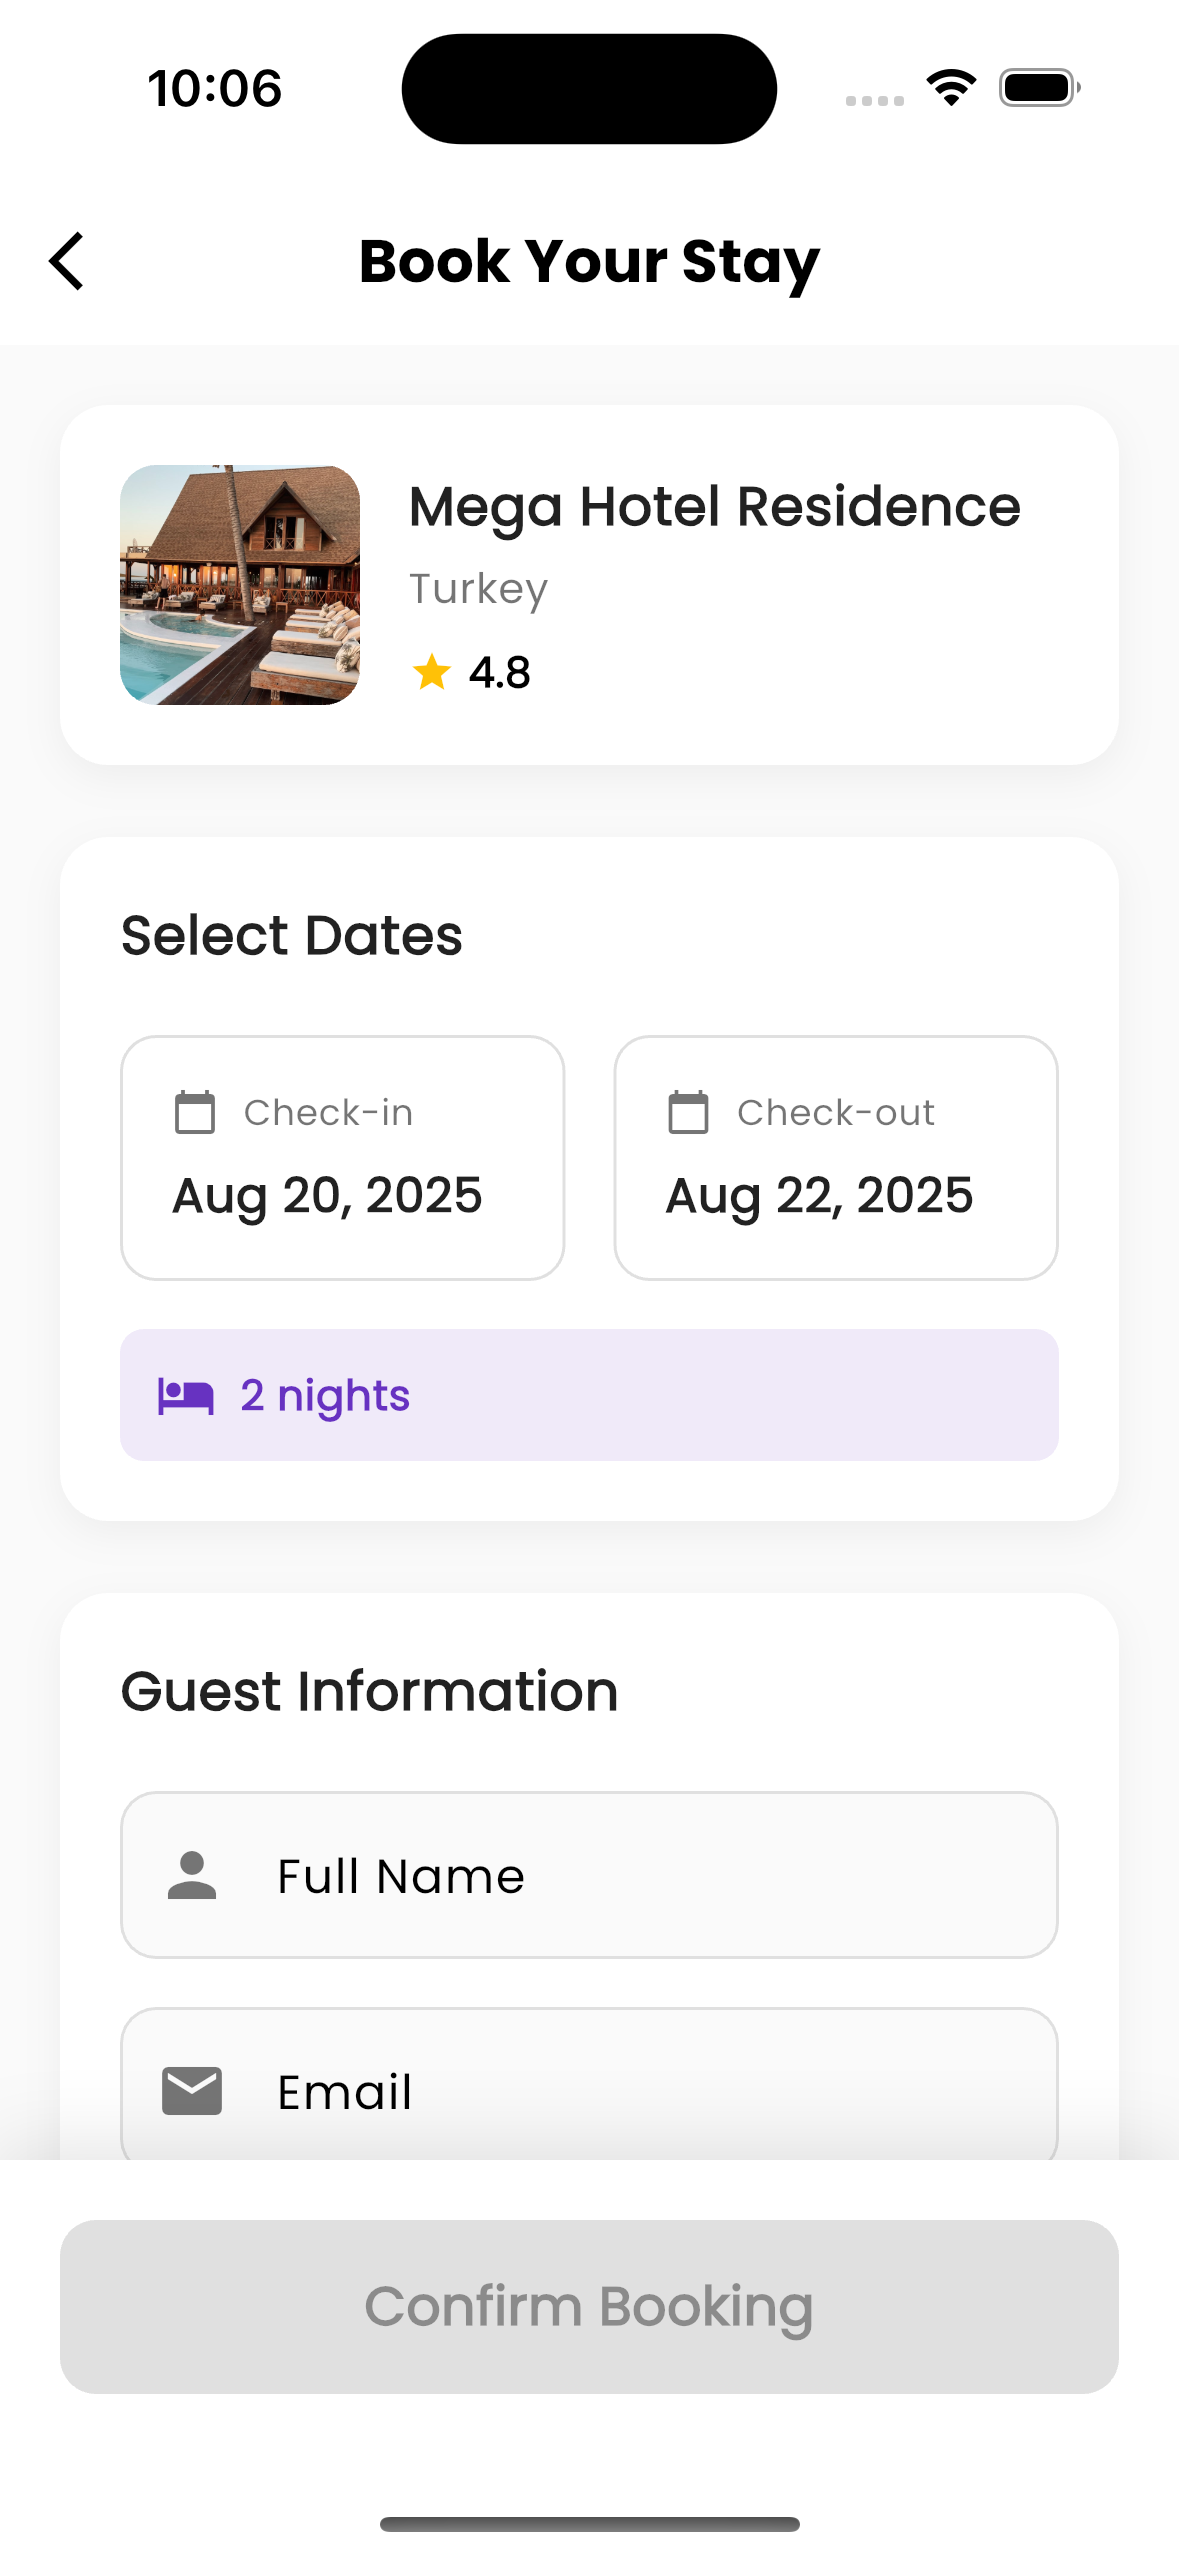 10:06
Book Your Stay
Mega Hotel Residence
Turkey
4.8
Select Dates
Check-in
Aug 20, 2025
Check-out
Aug 22, 2025
2 nights
Guest Information
Full Name
Email
Confirm Booking